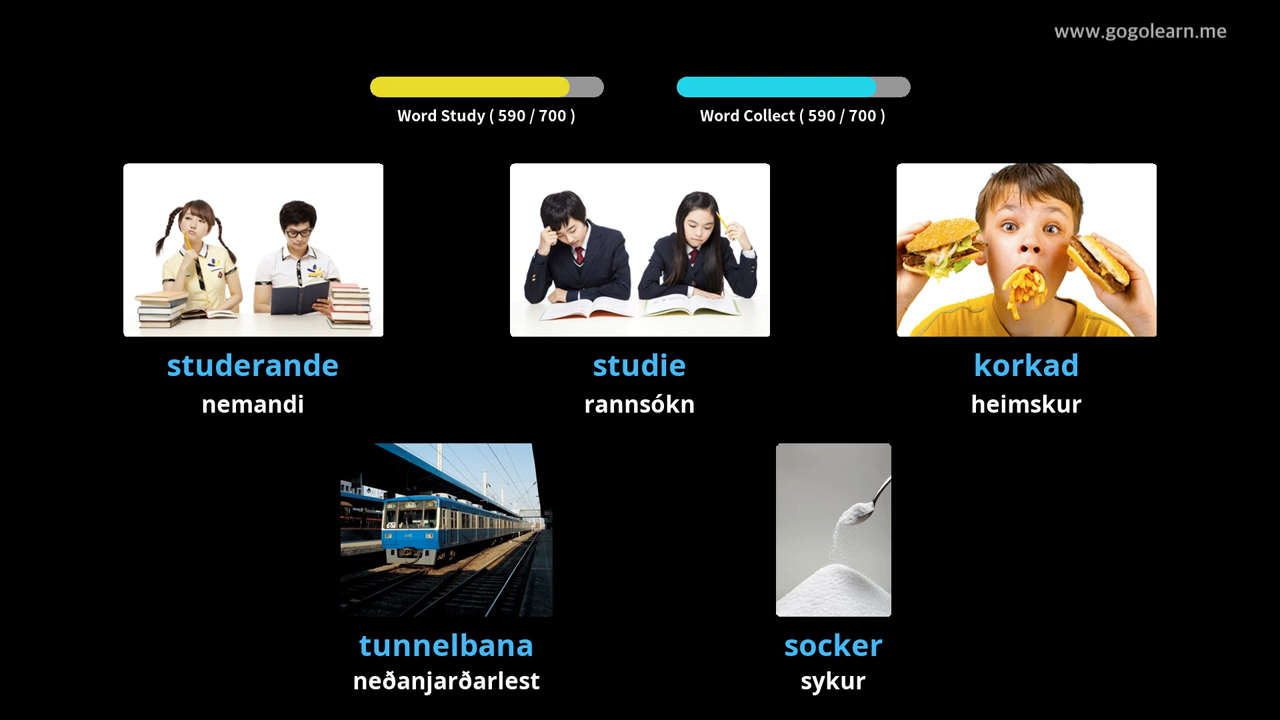 www.gogolearn.me
Word Study ( 590 / 700 )
Word Collect ( 590 / 700 )
studerande
nemandi
studie
rannsókn
korkad
heimskur
tunnelbana
neðanjarðarlest
socker
sykur